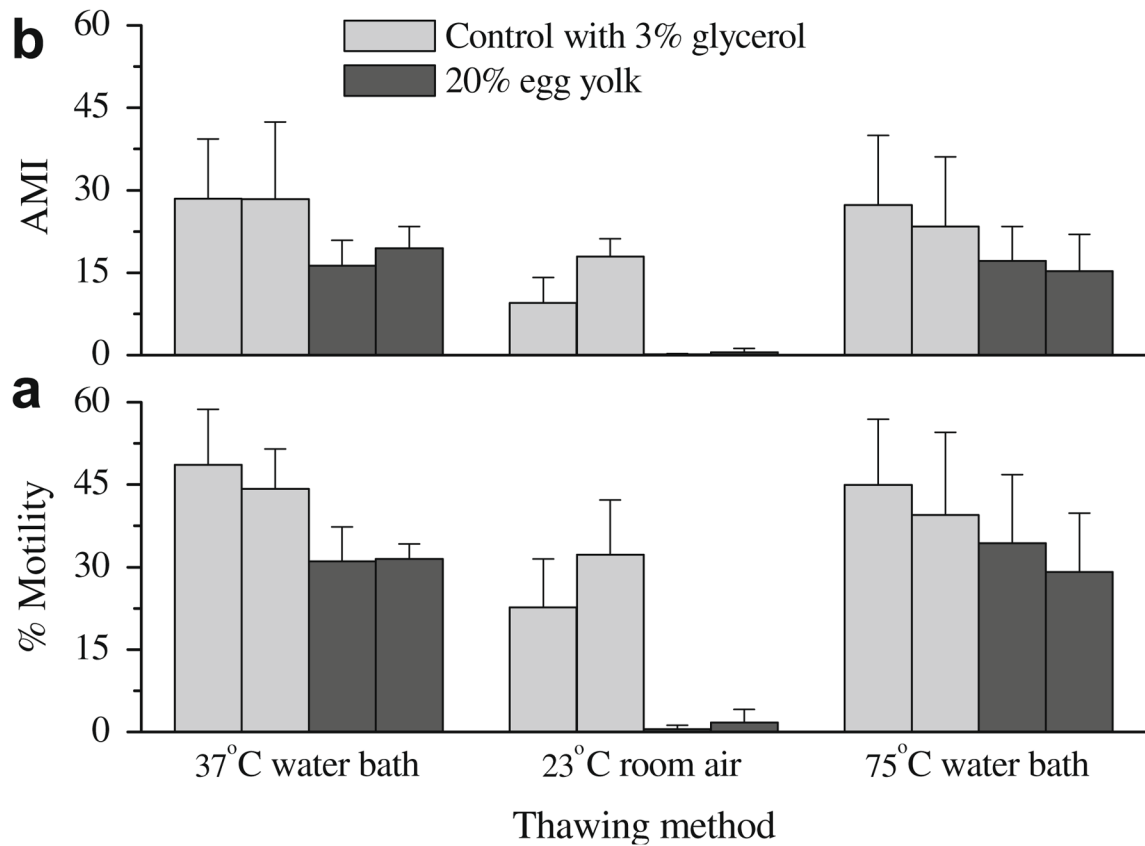 b
60
45
30
15
0
AMI
Control with 3% glycerol
20% egg yolk
a
60
45
30
15
0
% Motility
37°C water bath
23°C room air
75°C water bath
Thawing method